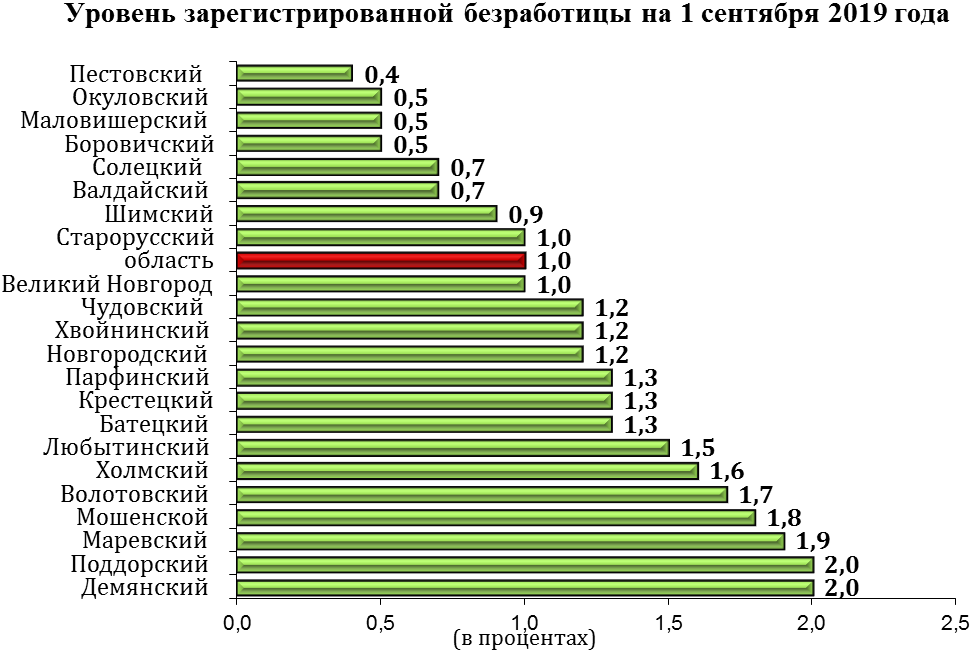 Уровень зарегистрированной безработицы на 1 сентября 2019 года
Пестовский 0,4
Окуловский 0,5
Маловишерский 0,5
Боровичский 0,5
Солецкий 0,7
Валдайский 0,7
Шимский 0,9
Старорусский 1,0
область 1,0
Великий Новгород 1,0
Чудовский 1,2
Хвойнинский 1,2
Новгородский 1,2
Парфинский 1,3
Крестецкий 1,3
Батецкий 1,3
Любытинский 1,5
Холмский 1,6
Волотовский 1,7
Мошенской 1,8
Маревский 1,9
Поддорский 2,0
Демянский 2,0
0,0 0,5 1,0 1,5 2,0 2,5
(в процентах)